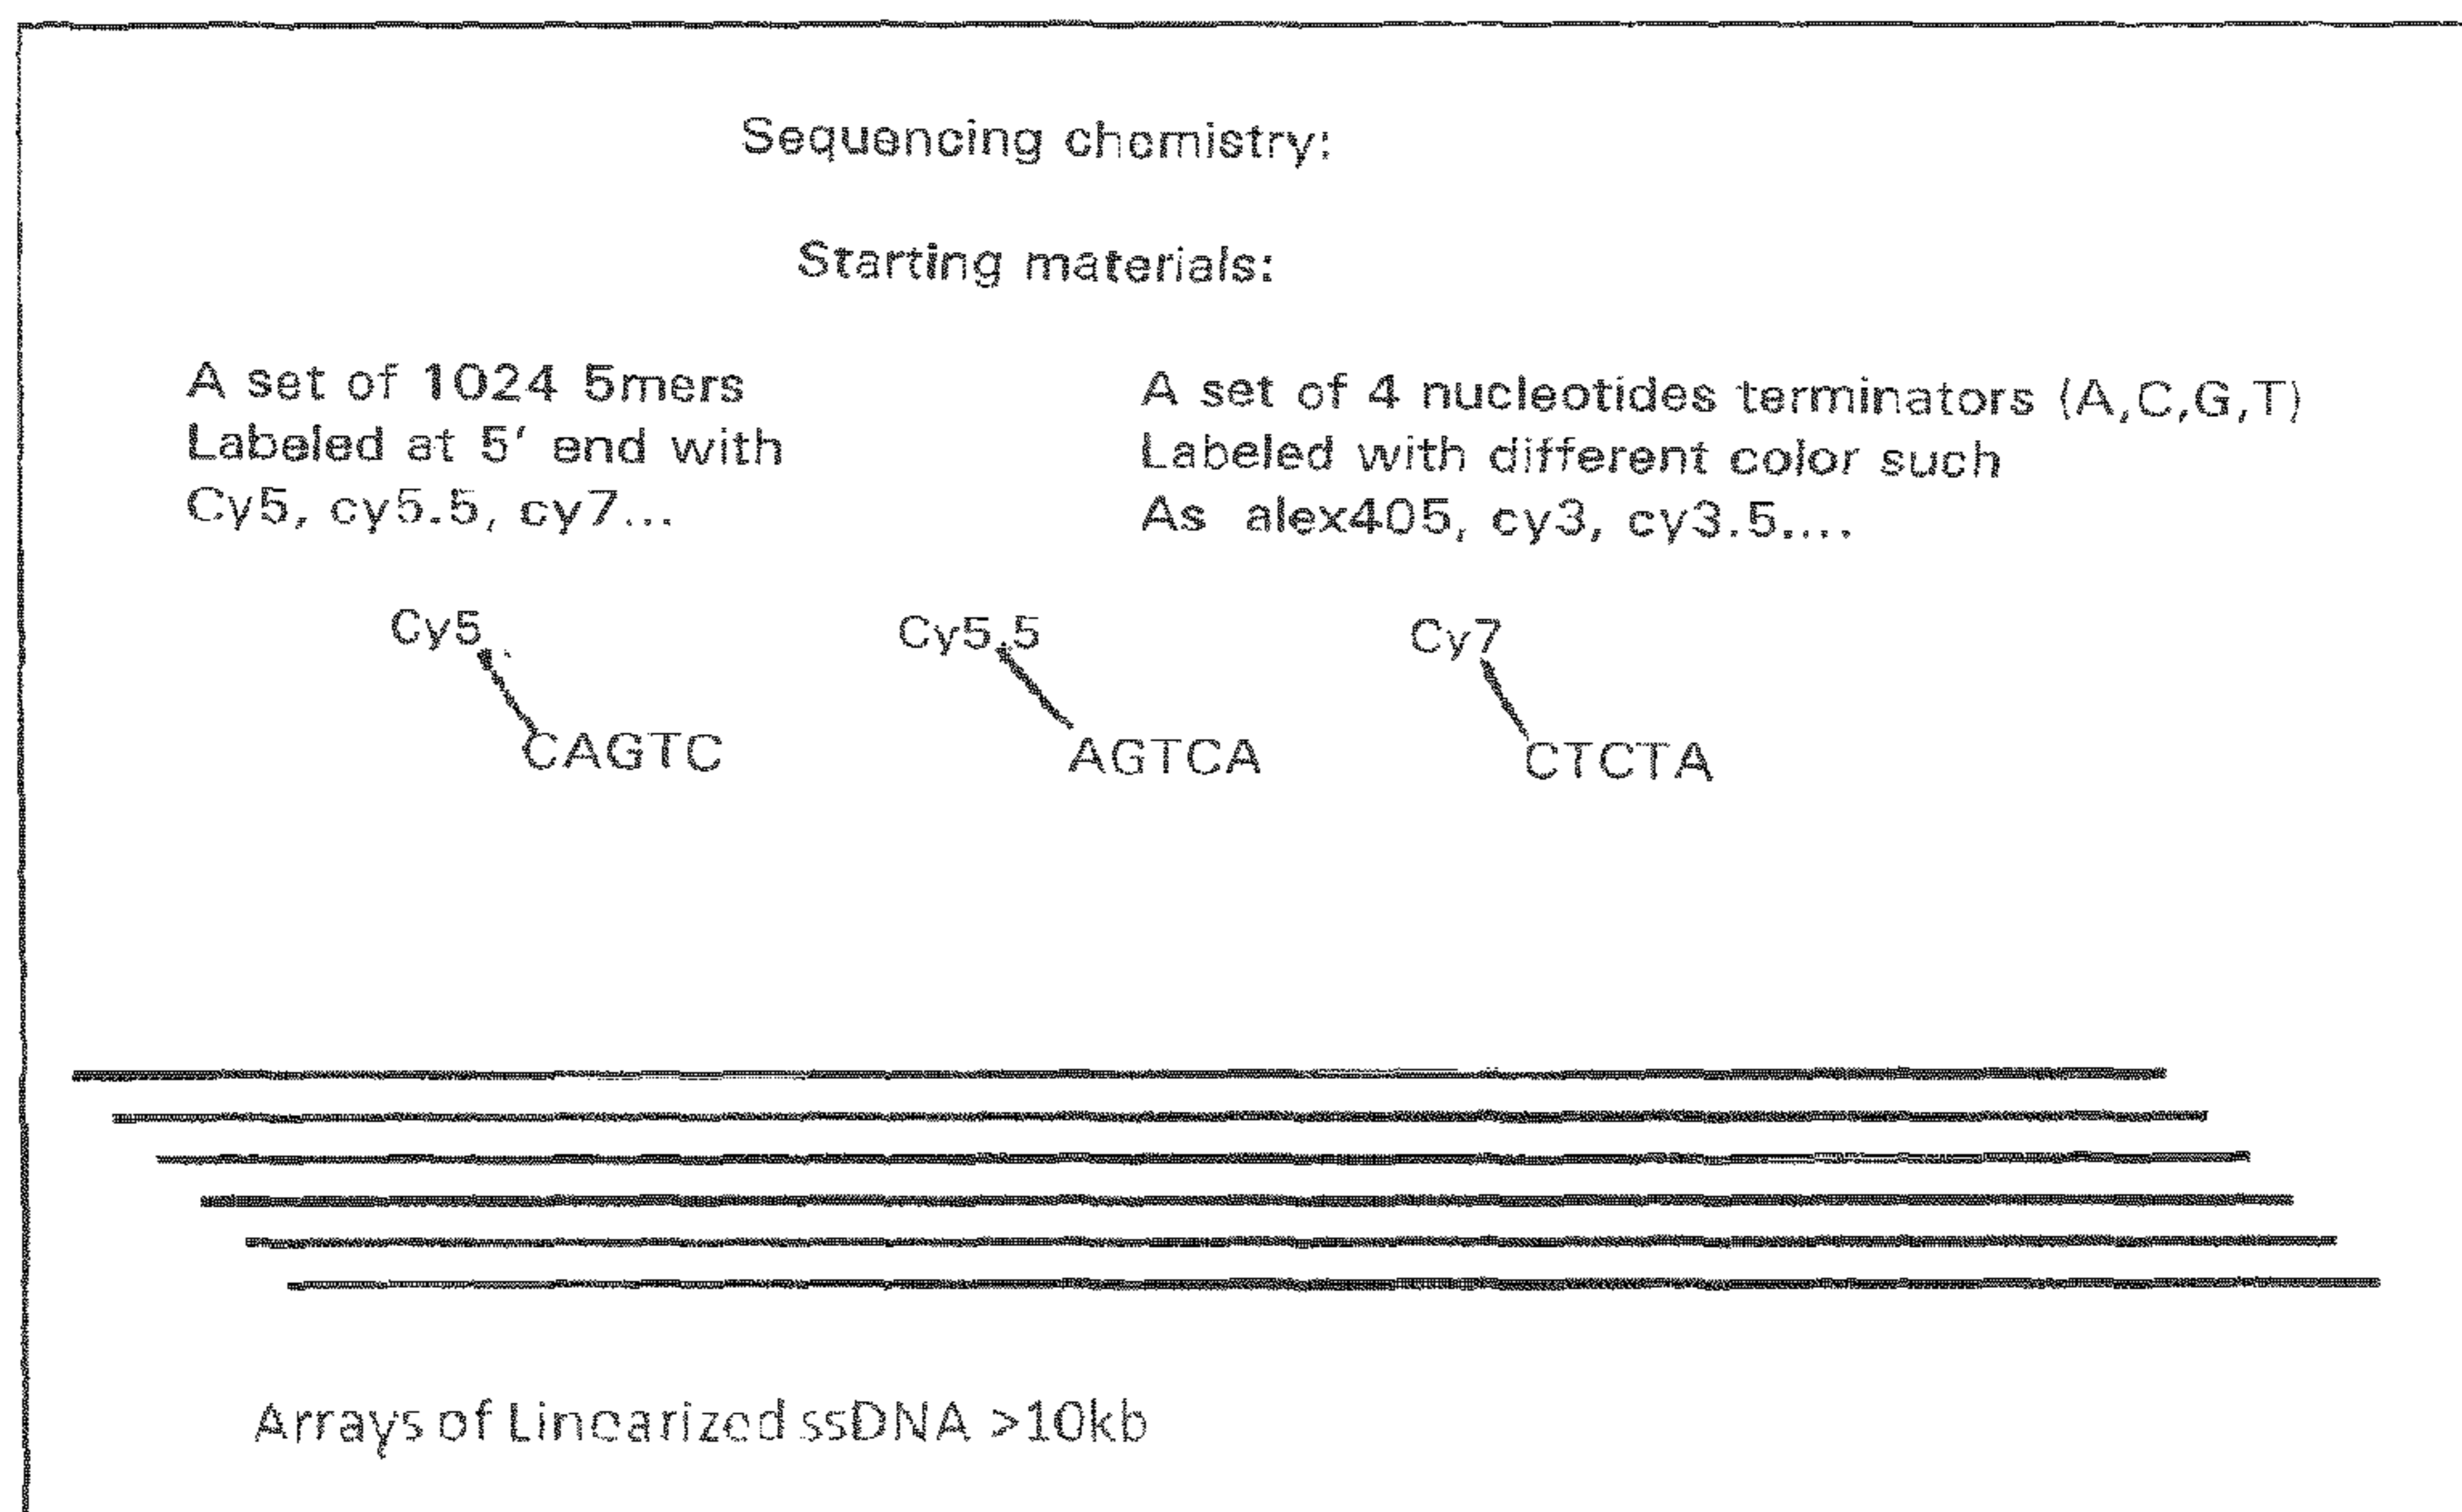 Sequencing chemistry:
Starting materials:
A set of 1024 5mers
Labeled at 5' end with
Cy5, cy5.5, cy7...
A set of 4 nucleotides terminators (A,C,G,T)
Labeled with different color such
As alex405, cy3, cy3.5....
Cy5 Cy5.5 Cy7
CAGTC AGTCA CTCTA
Arrays of Linearized ssDNA >10kb